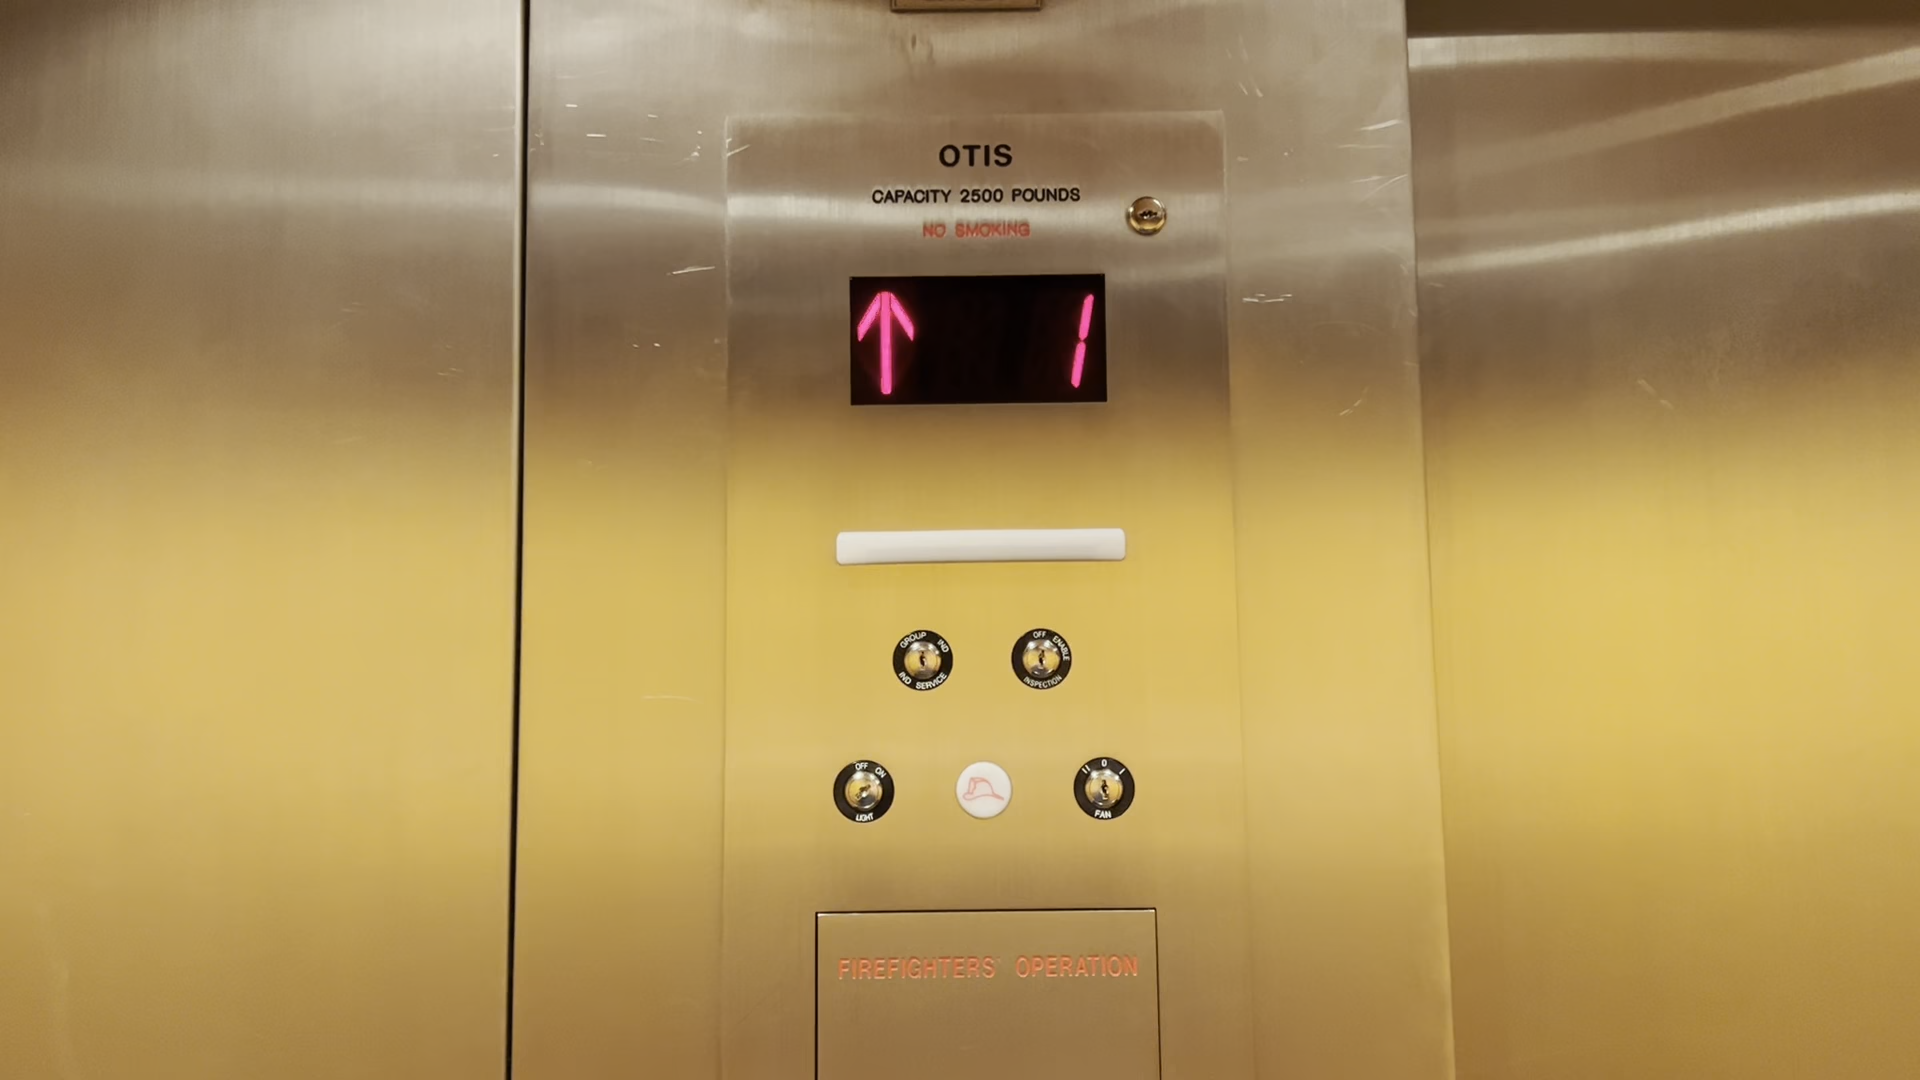 OTIS
CAPACITY 2500 POUNDS
NO SMOKING
↑ 1
GROUP IND
IND SERVICE
OFF ENABLE
INSPECTION
OFF ON
LIGHT
II 0 I
FAN
FIREFIGHTERS' OPERATION